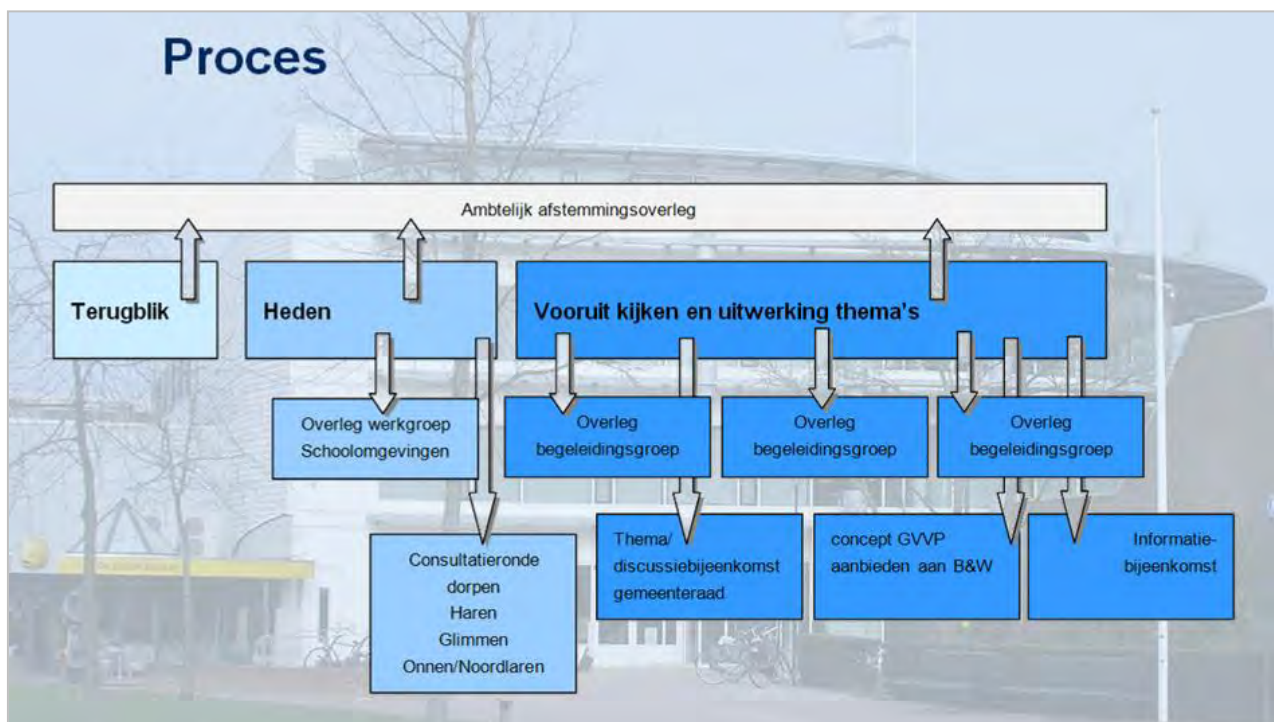 Proces
Ambtelijk afstemmingsoverleg
Terugblik
Heden
Vooruit kijken en uitwerking thema's
Overleg werkgroep
Schoolomgevingen
Overleg
begeleidingsgroep
Overleg
begeleidingsgroep
Overleg
begeleidingsgroep
Consultatieronde
dorpen
Haren
Glimmen
Onnen/Noordlaren
Thema/
discussiebijeenkomst
gemeenteraad
concept GVVP
aanbieden aan B&W
Informatie-
bijeenkomst